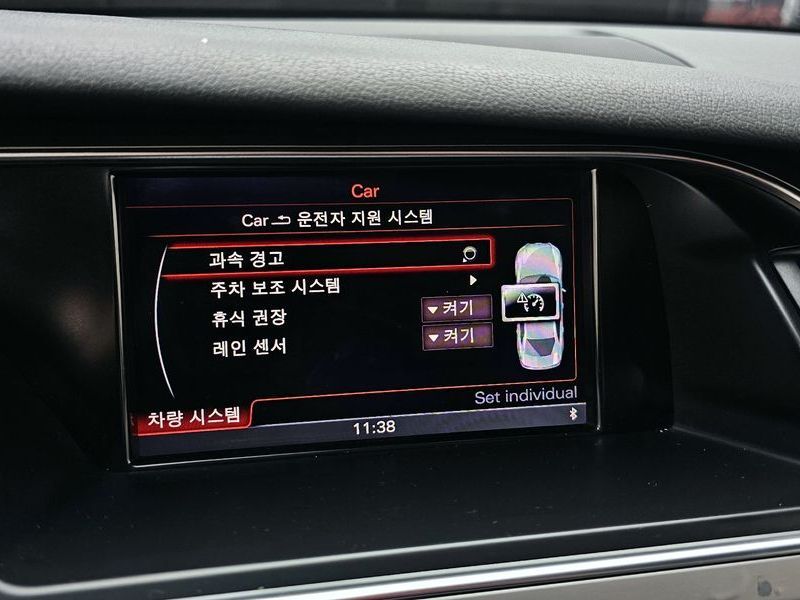 Car
Car 운전자 지원 시스템
과속 경고
주차 보조 시스템
휴식 권장 켜기
레인 센서 켜기
Set individual
차량 시스템
11:38